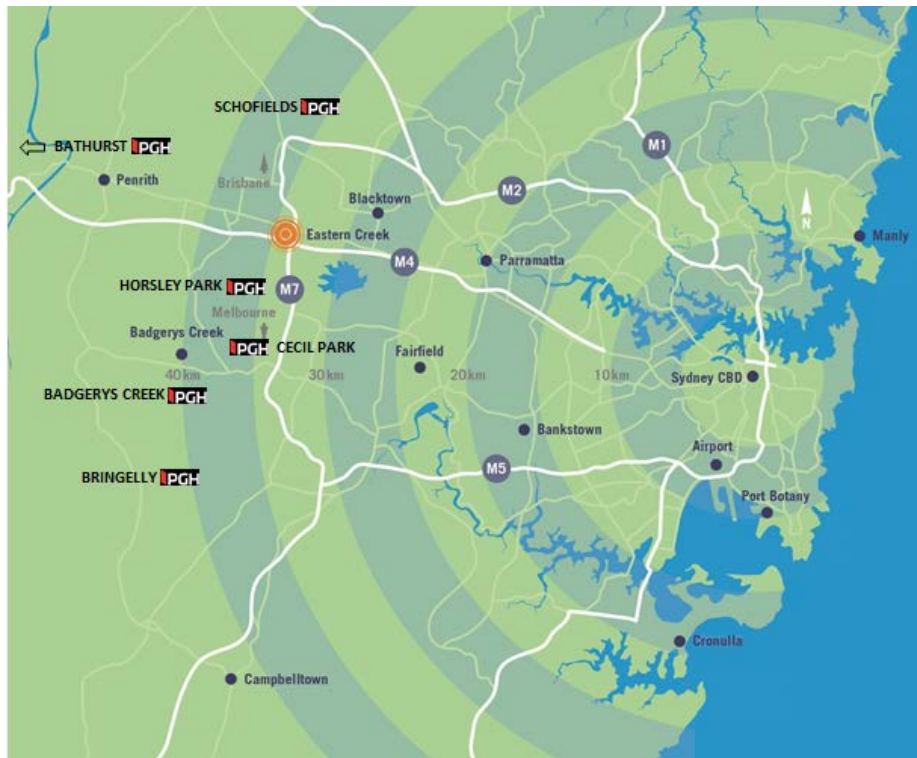 SCHOFIELDS PGH
BATHURST PGH
M1
Penrith
Brisbane
M2
Blacktown
N
Eastern Creek
Manly
M4
Parramatta
HORSLEY PARK PGH
M7
Melbourne
Badgerys Creek
PGH CECIL PARK
Fairfield
40km
30km
20km
10km
Sydney CBD
BADGERYS CREEK PGH
Bankstown
Airport
BRINGELLY PGH
M5
Port Botany
Cronulla
Campbelltown